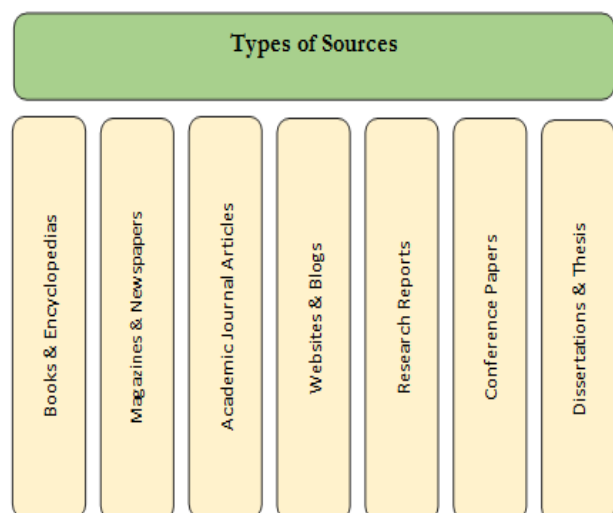 Types of Sources
Books & Encyclopedias
Magazines & Newspapers
Academic Journal Articles
Websites & Blogs
Research Reports
Conference Papers
Dissertations & Thesis